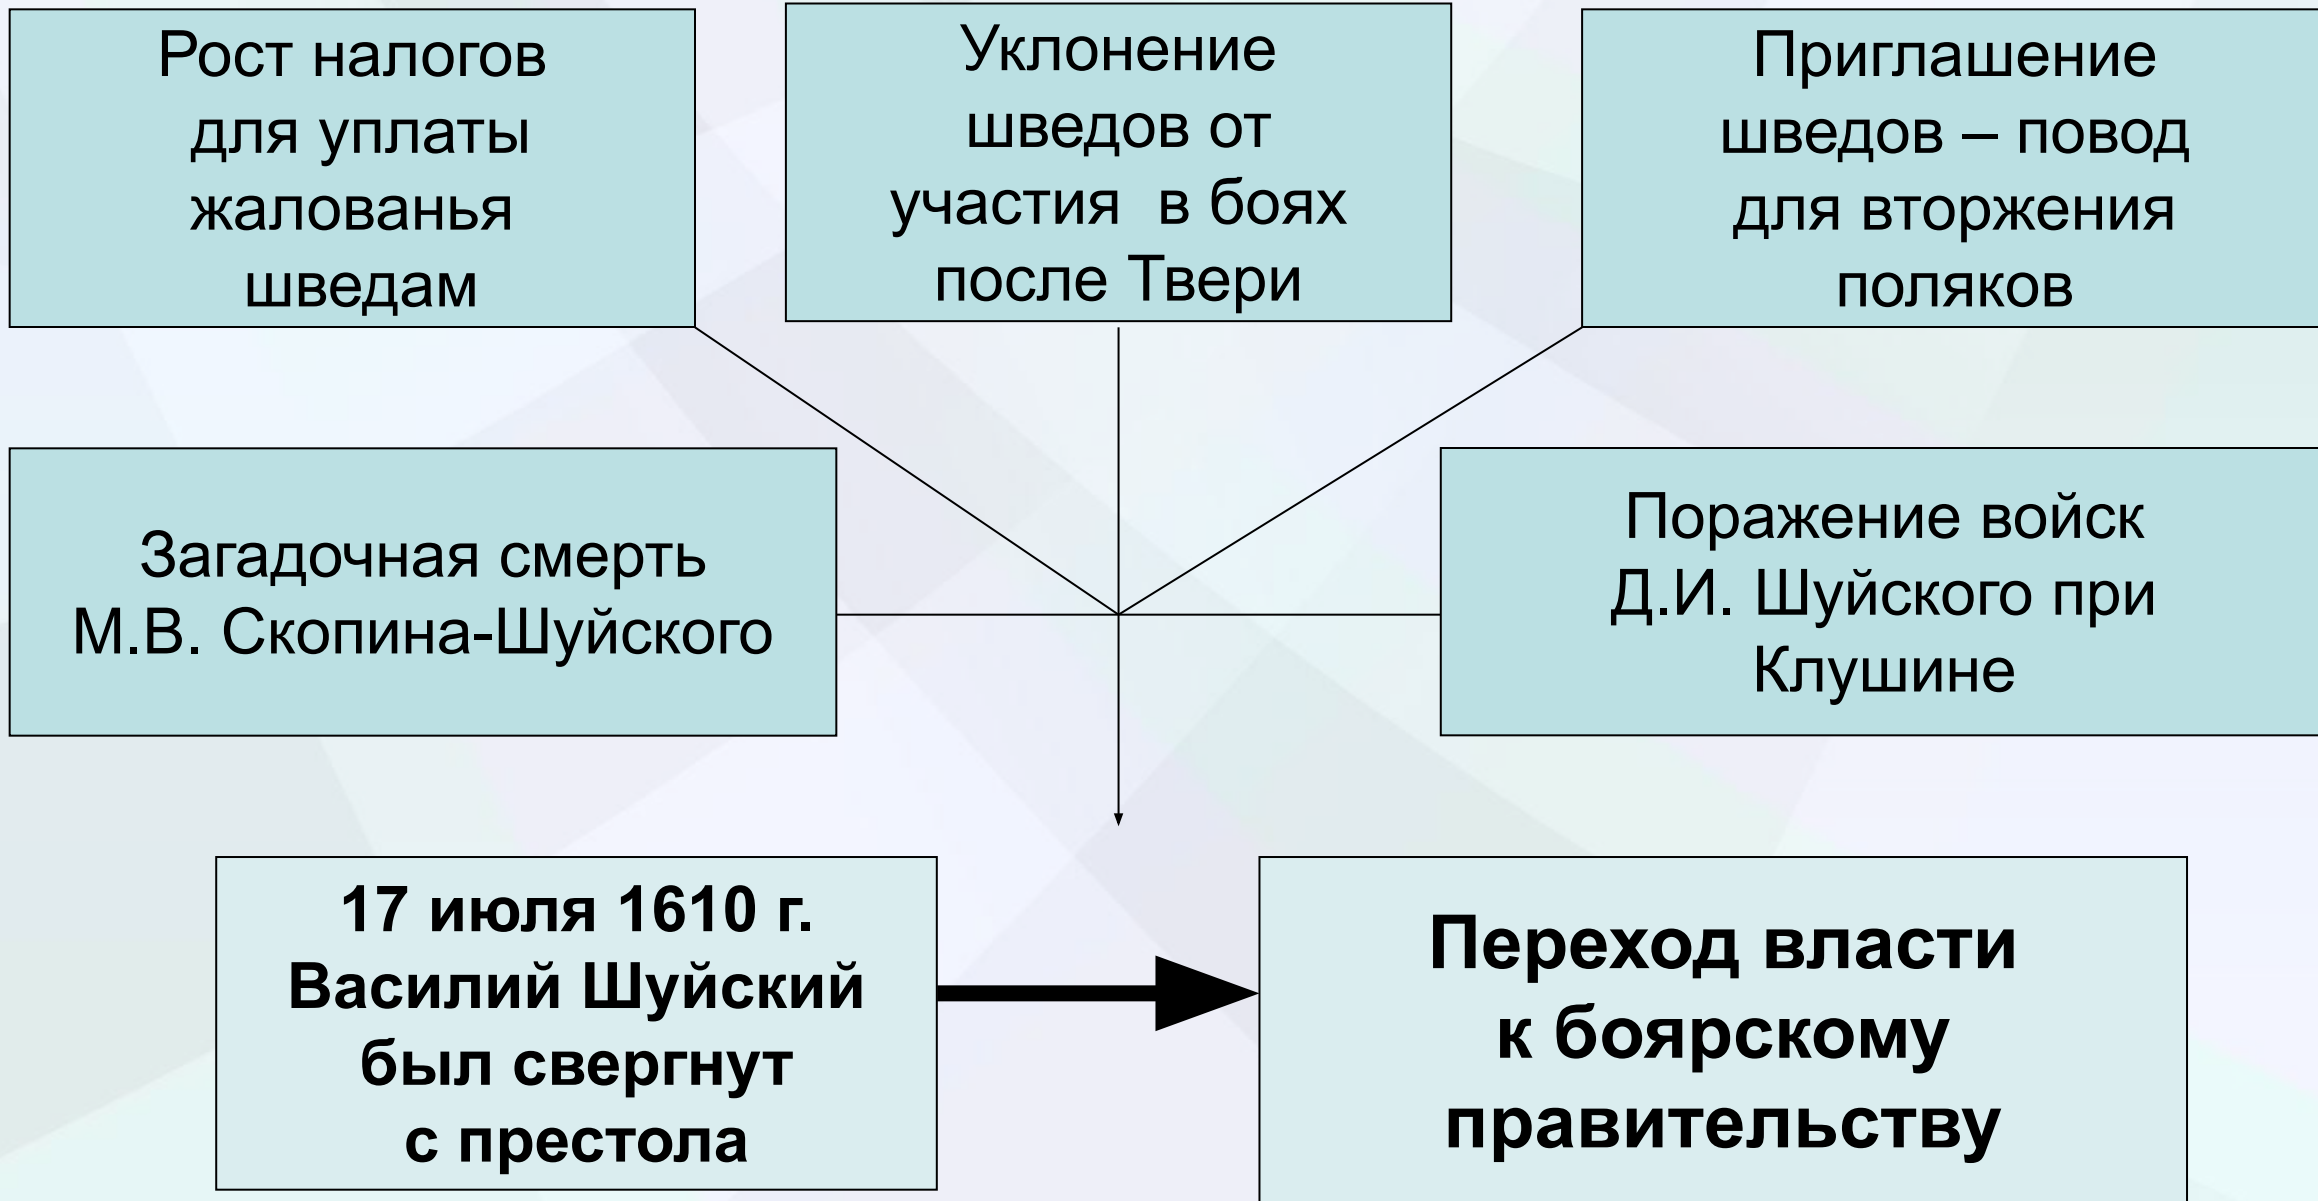 Рост налогов
для уплаты
жалованья
шведам
Уклонение
шведов от
участия в боях
после Твери
Приглашение
шведов – повод
для вторжения
поляков
Загадочная смерть
М.В. Скопина-Шуйского
Поражение войск
Д.И. Шуйского при
Клушине
17 июля 1610 г.
Василий Шуйский
был свергнут
с престола
Переход власти
к боярскому
правительству